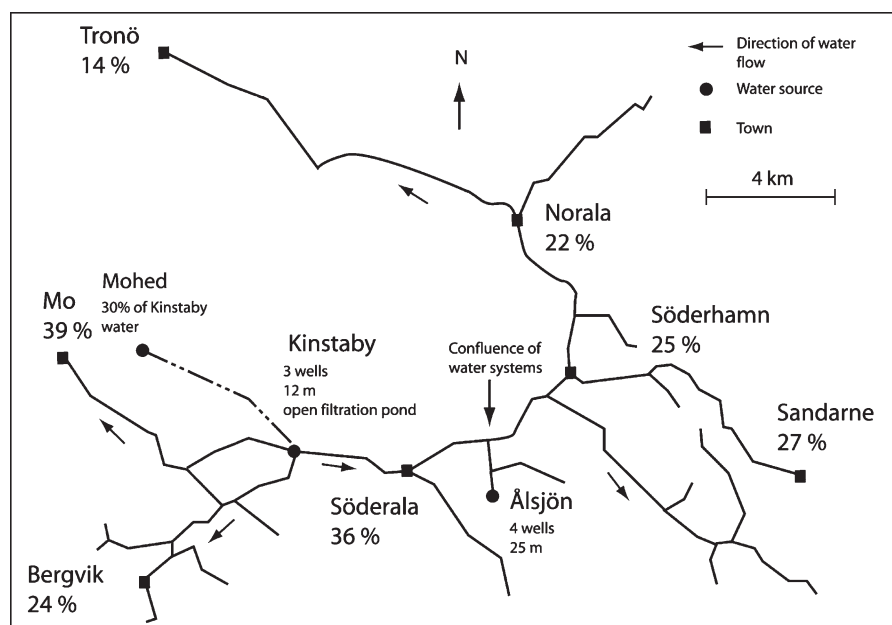 Tronö
14 %
N
Direction of water
flow
Water source
Town
4 km
Norala
22 %
Mohed
30% of Kinstaby
water
Mo
39 %
Kinstaby
3 wells
12 m
open filtration pond
Confluence of
water systems
Söderhamn
25 %
Sandarne
27 %
Söderala
36 %
Ålsjön
4 wells
25 m
Bergvik
24 %